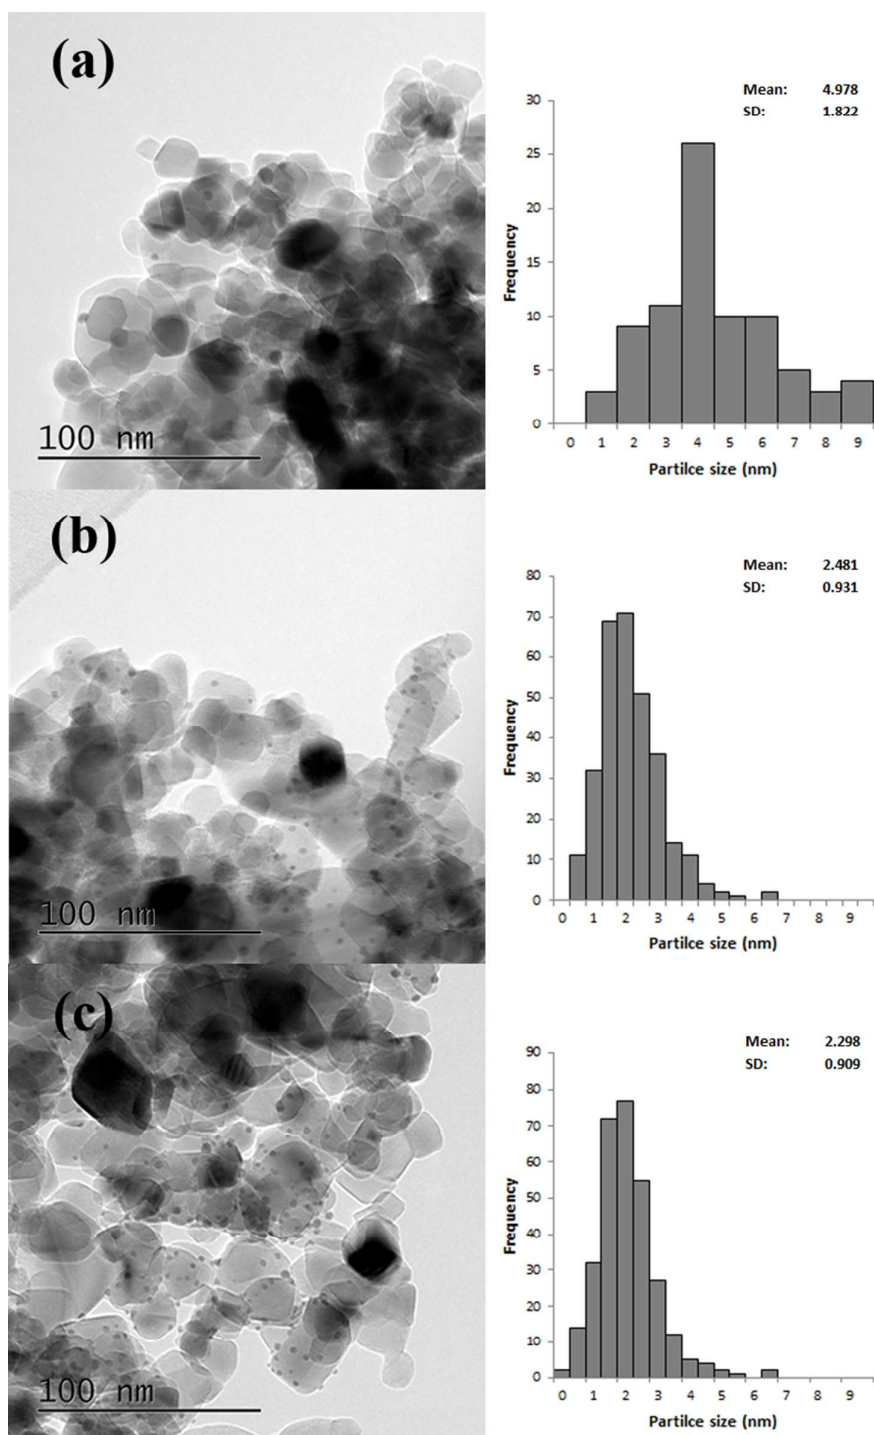 (a)
100 nm
Mean: 4.978
SD: 1.822
30
25
20
15
10
5
0
Frequency
0 1 2 3 4 5 6 7 8 9
Partilce size (nm)
(b)
100 nm
Mean: 2.481
SD: 0.931
80
70
60
50
40
30
20
10
0
Frequency
0 1 2 3 4 5 6 7 8 9
Partilce size (nm)
(c)
100 nm
Mean: 2.298
SD: 0.909
90
80
70
60
50
40
30
20
10
0
Frequency
0 1 2 3 4 5 6 7 8 9
Partilce size (nm)